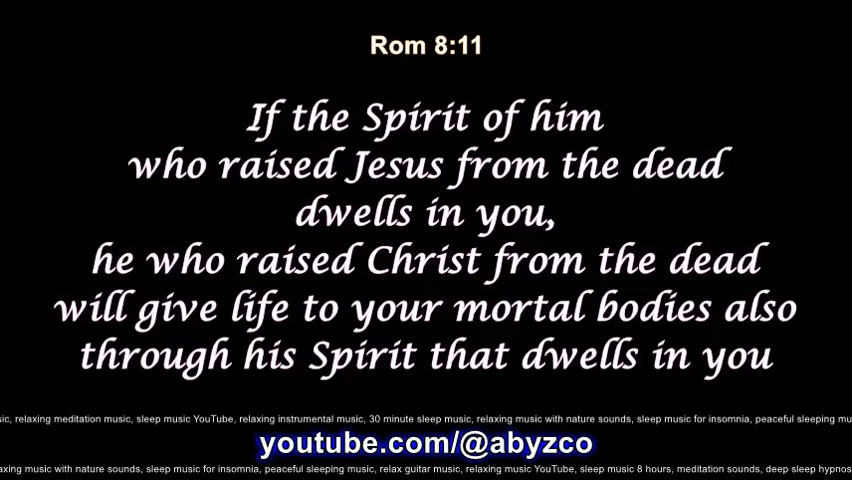 Rom 8:11
If the Spirit of him
who raised Jesus from the dead
dwells in you,
he who raised Christ from the dead
will give life to your mortal bodies also
through his Spirit that dwells in you
relaxing meditation music, sleep music YouTube, relaxing instrumental music, 30 minute sleep music, relaxing music with nature sounds, sleep music for insomnia, peaceful sleeping
youtube.com/@abyzco
music with nature sounds, sleep music for insomnia, peaceful sleeping music, relax guitar music, relaxing music YouTube, sleep music 8 hours, meditation sounds, deep sleep